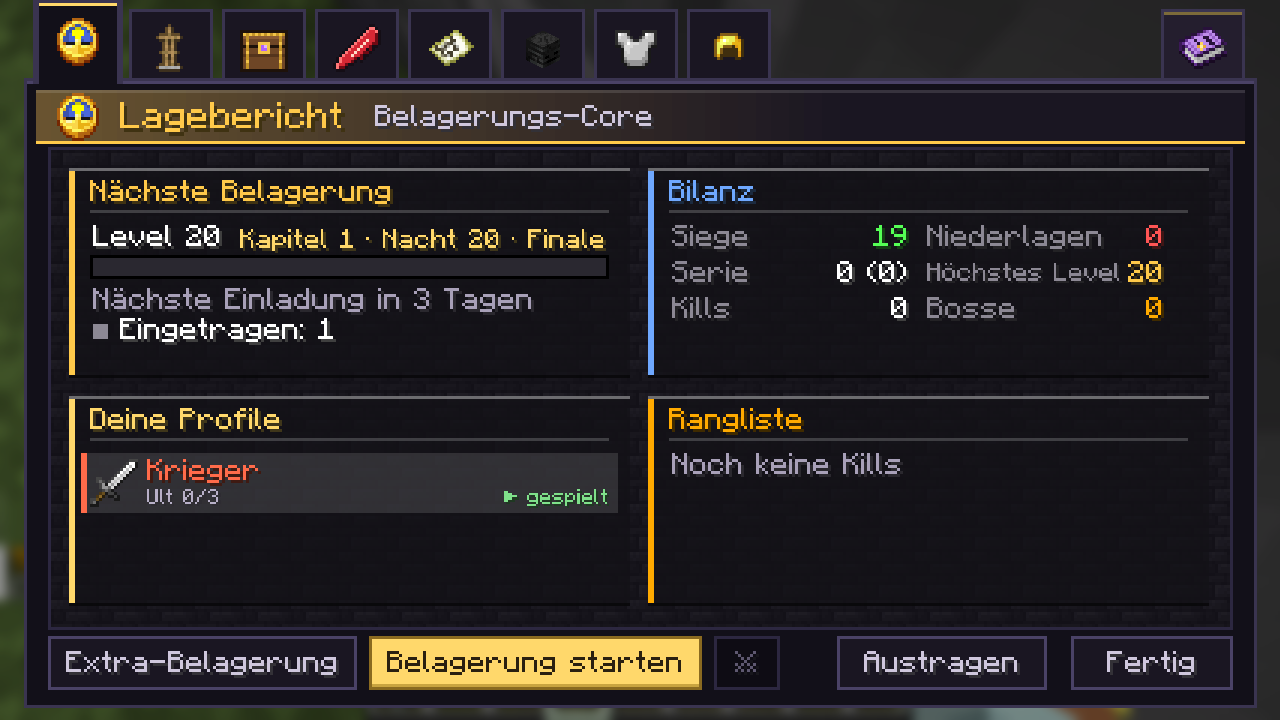 Lagebericht Belagerungs-Core
Nächste Belagerung
Level 20 Kapitel 1 · Nacht 20 · Finale
Nächste Einladung in 3 Tagen
Eingetragen: 1
Bilanz
Siege 19 Niederlagen 0
Serie 0 (0) Höchstes Level 20
Kills 0 Bosse 0
Deine Profile
Krieger
Ult 0/3 ► gespielt
Rangliste
Noch keine Kills
Extra-Belagerung Belagerung starten Austragen Fertig